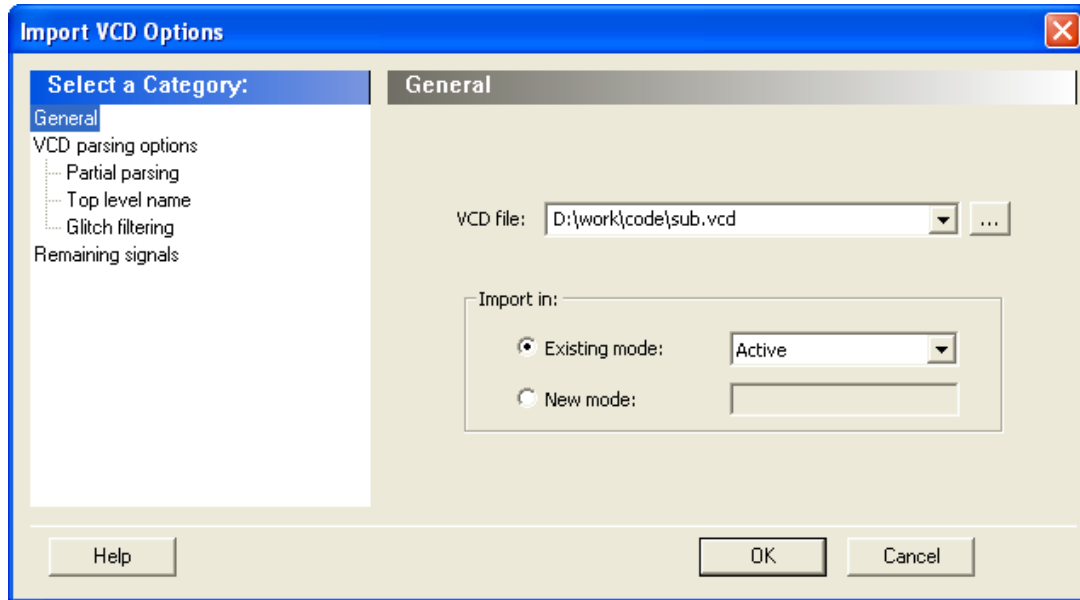 Import VCD Options
Select a Category:
General
VCD parsing options
Partial parsing
Top level name
Glitch filtering
Remaining signals
General
VCD file: D:\work\code\sub.vcd ...
Import in:
Existing mode: Active
New mode:
Help OK Cancel